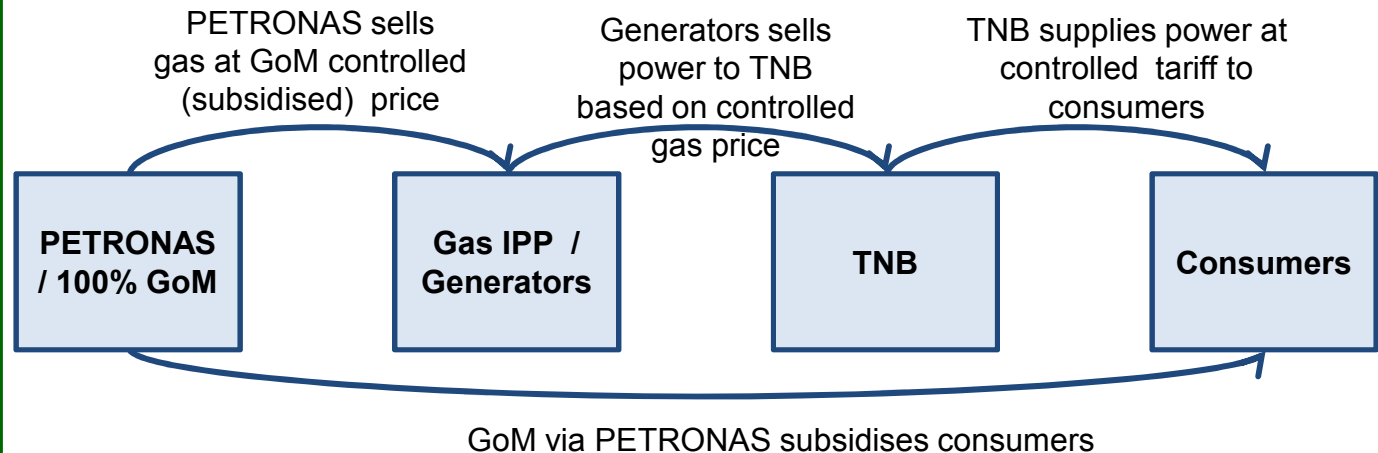 PETRONAS sells
gas at GoM controlled
(subsidised) price
Generators sells
power to TNB
based on controlled
gas price
TNB supplies power at
controlled tariff to
consumers
PETRONAS
/ 100% GoM
Gas IPP /
Generators
TNB
Consumers
GoM via PETRONAS subsidises consumers